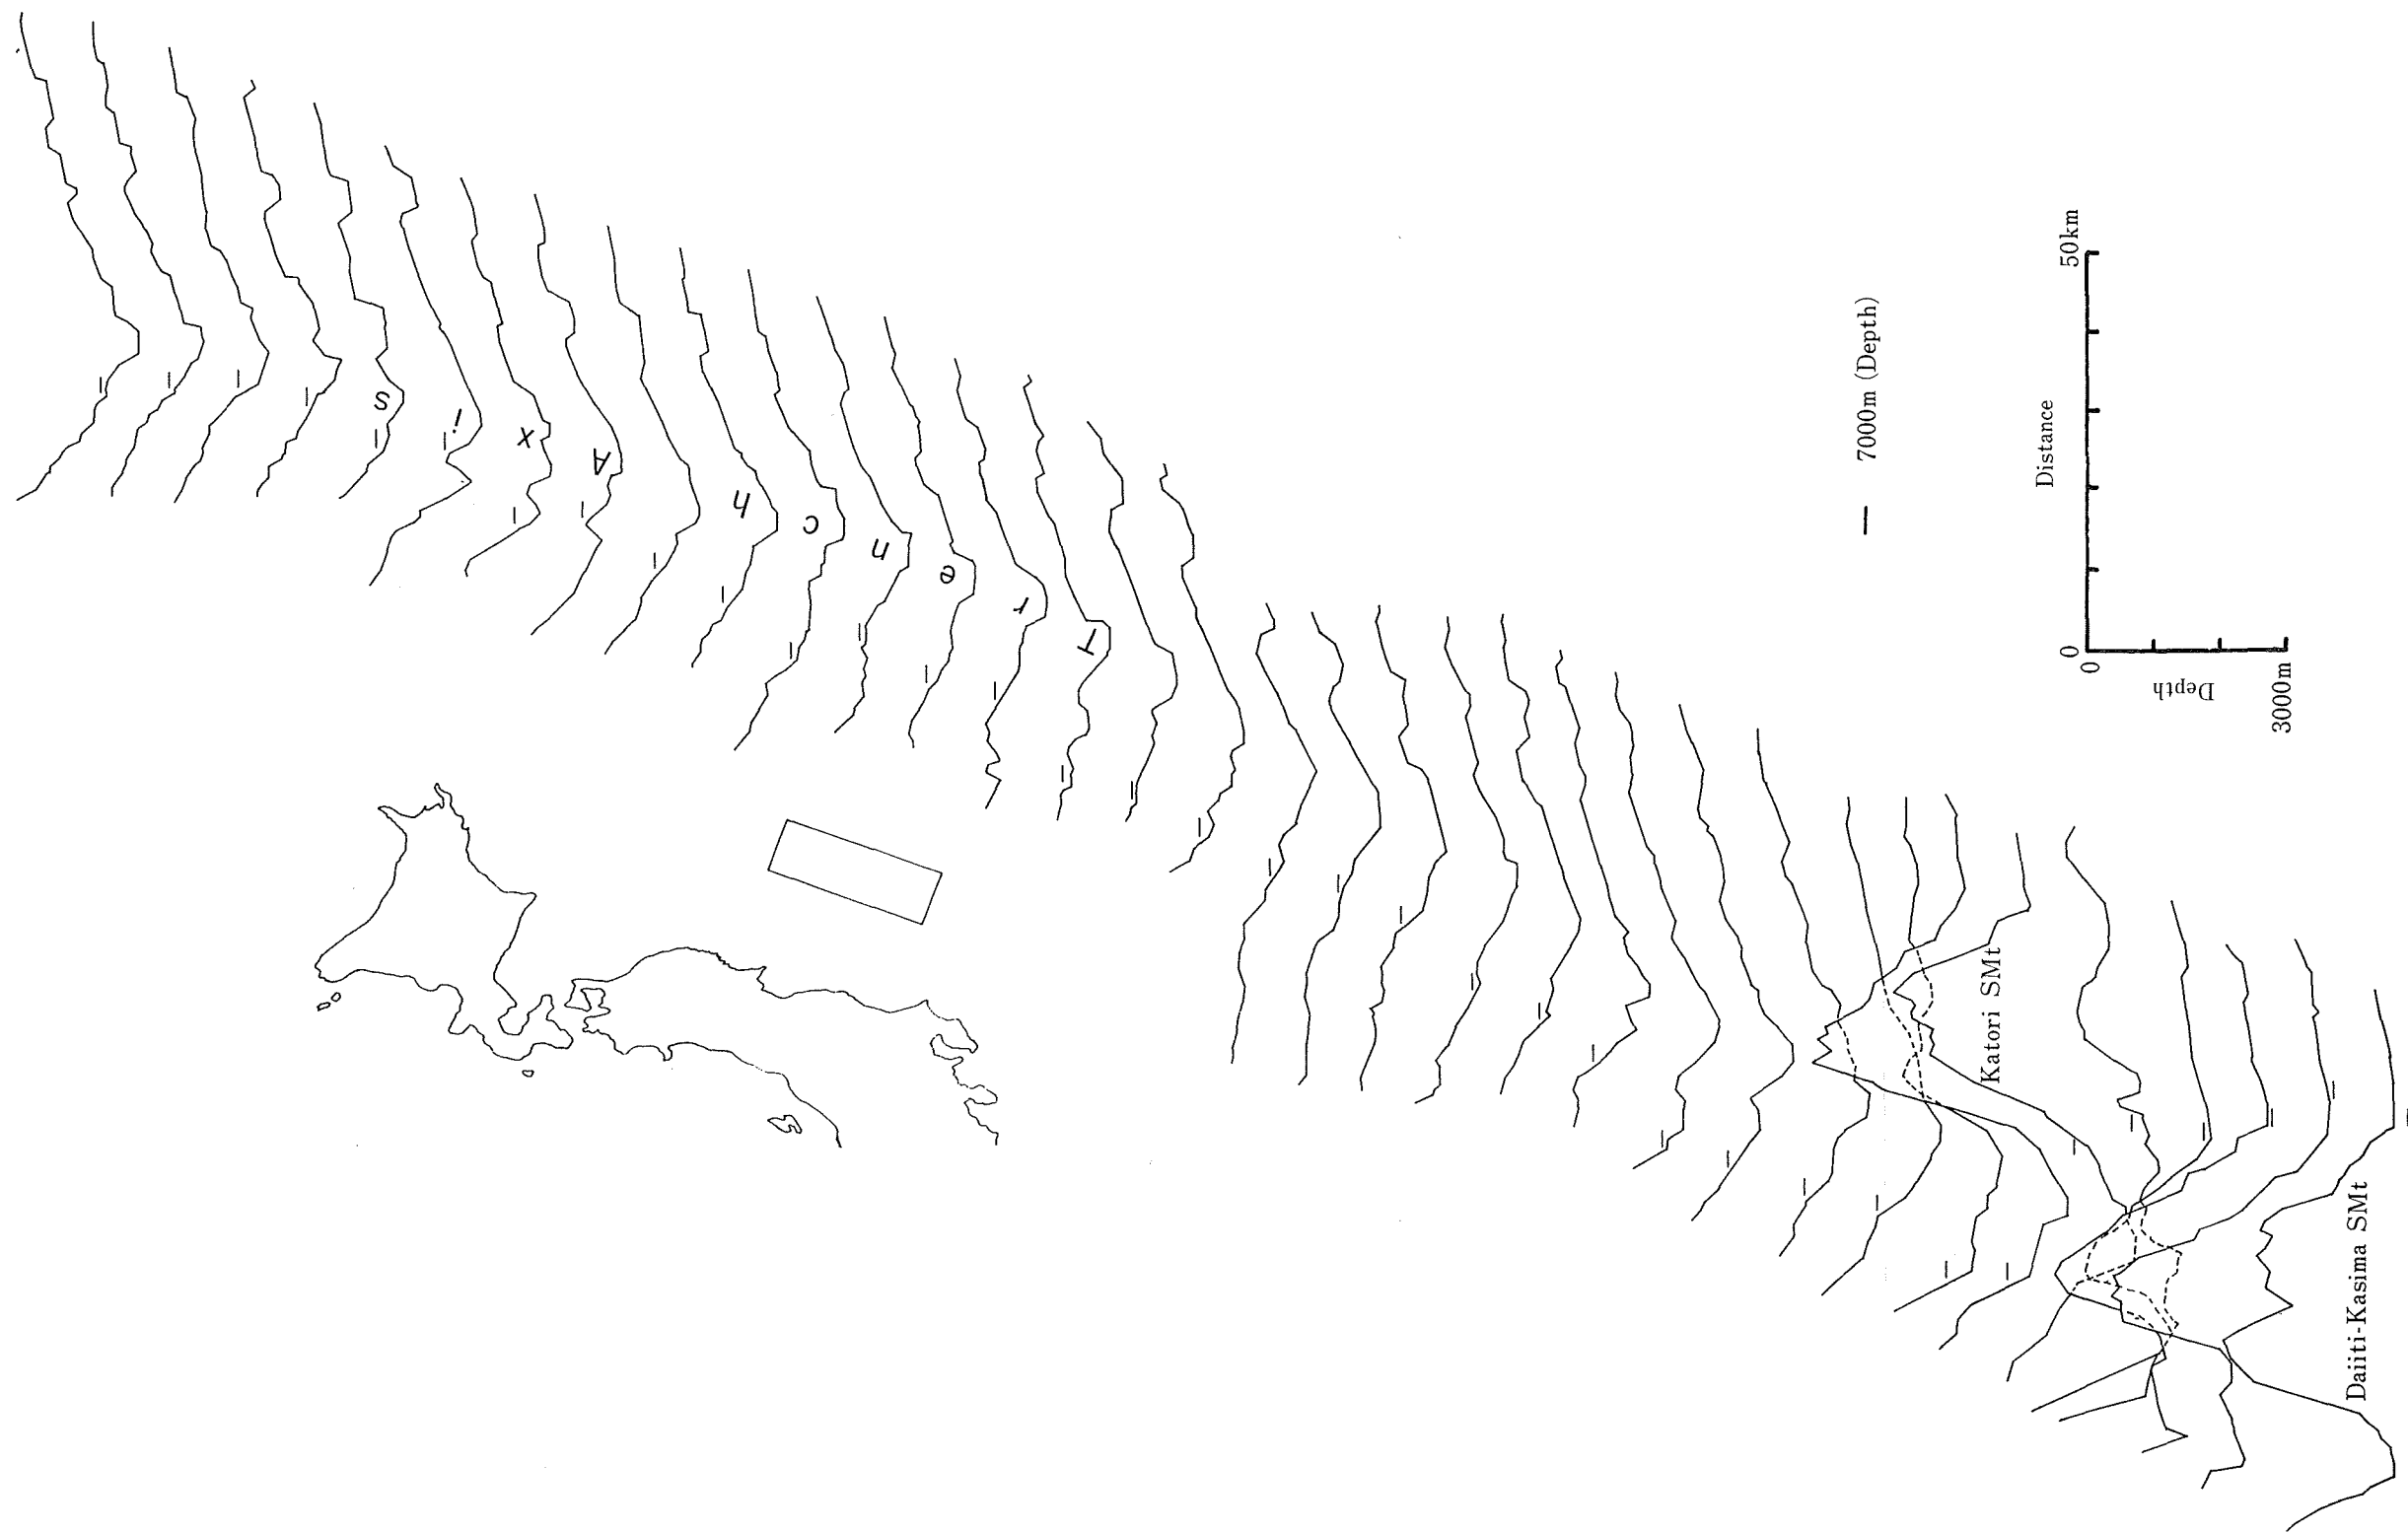 Trench Axis
7000m (Depth)
Distance
0
50km
0
Depth
3000m
Katori SMt
Daiiti-Kasima SMt